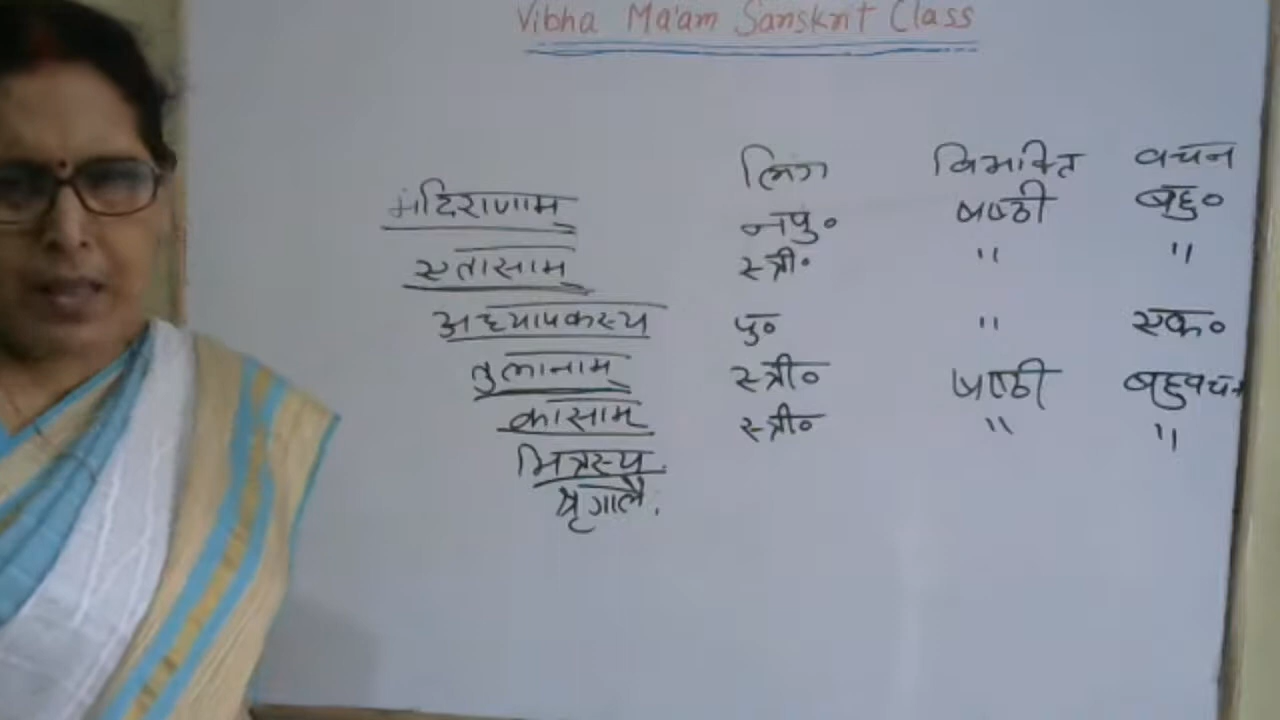 Vibha Ma'am Sanskrit Class
लिंग विभक्ति वचन
मंदिराणाम् नपु० षष्ठी बहु०
एतासाम् स्त्री० " "
अध्यापकस्य पु० " एक०
तुलानाम् स्त्री० षष्ठी बहुवचन
कासाम् स्त्री० " "
मित्रस्य
श्रृगालै: